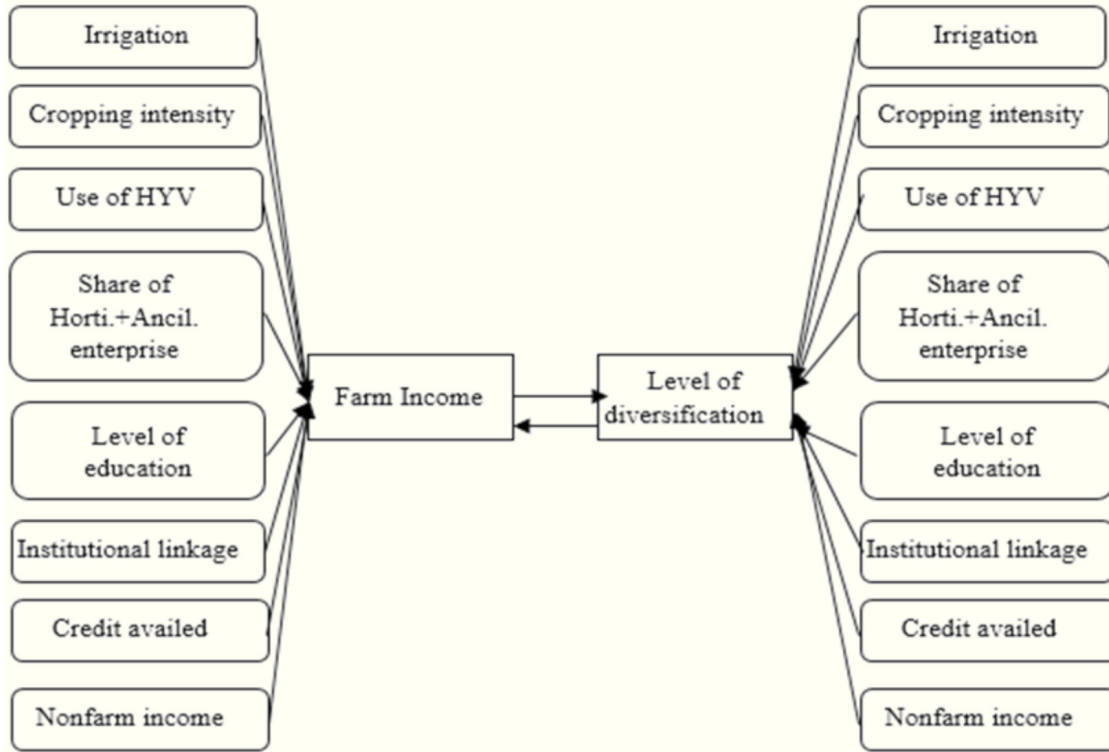 Irrigation
Cropping intensity
Use of HYV
Share of
Horti.+Ancil.
enterprise
Level of
education
Institutional linkage
Credit availed
Nonfarm income
Farm Income
Level of
diversification
Irrigation
Cropping intensity
Use of HYV
Share of
Horti.+Ancil.
enterprise
Level of
education
Institutional linkage
Credit availed
Nonfarm income